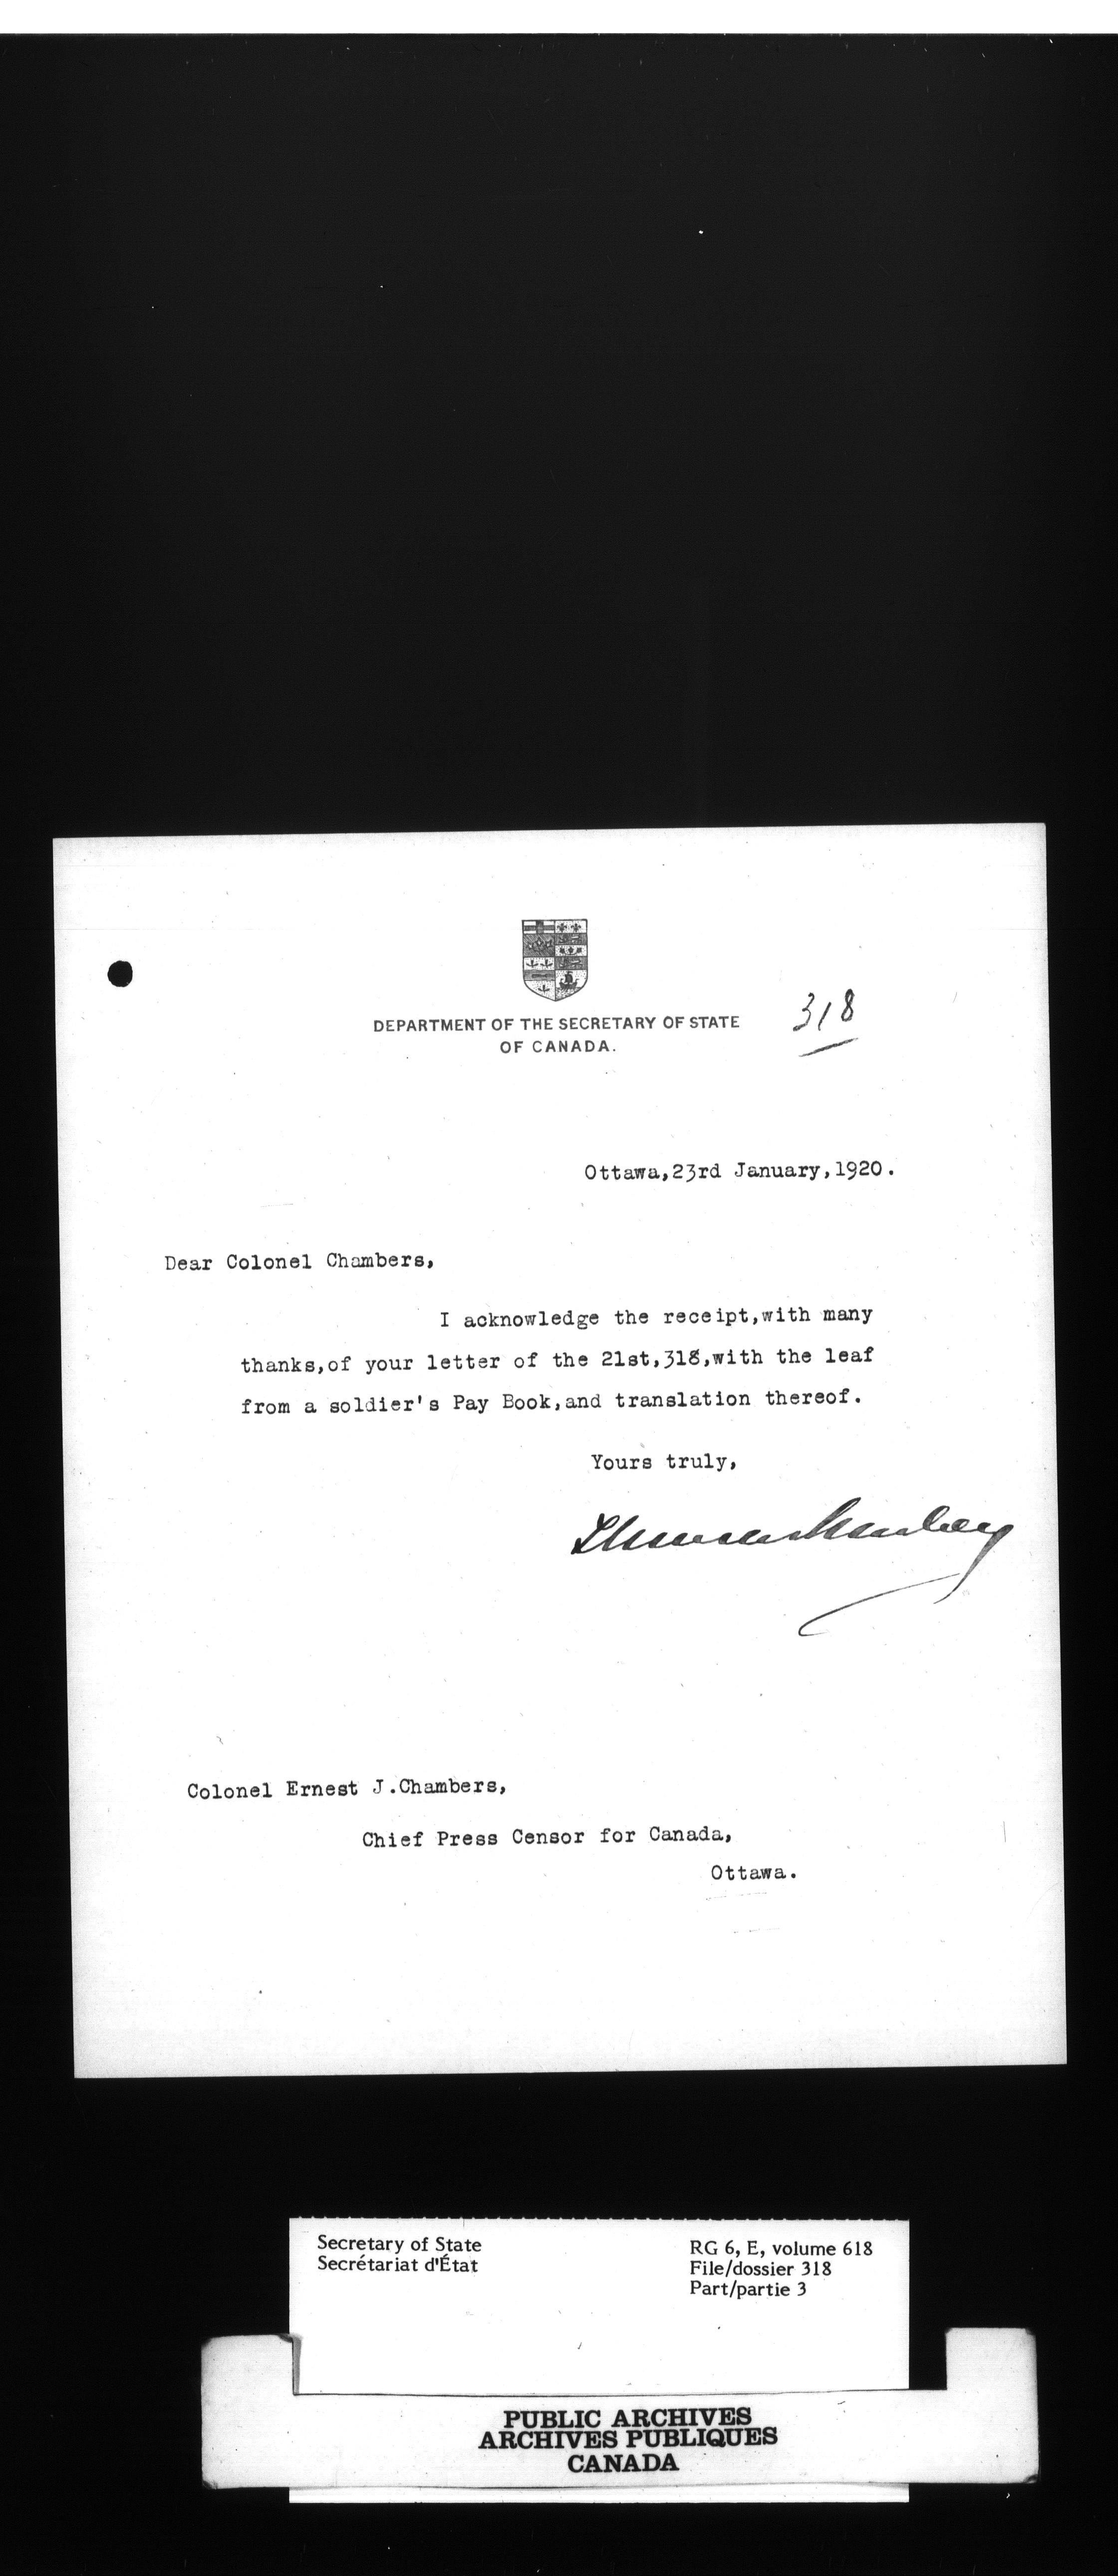 DEPARTMENT OF THE SECRETARY OF STATE
OF CANADA.
318
Ottawa,23rd January,1920.
Dear Colonel Chambers,
I acknowledge the receipt,with many
thanks,of your letter of the 21st,318,with the leaf
from a soldier's Pay Book,and translation thereof.
Yours truly,
Colonel Ernest J.Chambers,
Chief Press Censor for Canada,
Ottawa.
Secretary of State
Secrétariat d'État
RG 6, E, volume 618
File/dossier 318
Part/partie 3
PUBLIC ARCHIVES
ARCHIVES PUBLIQUES
CANADA